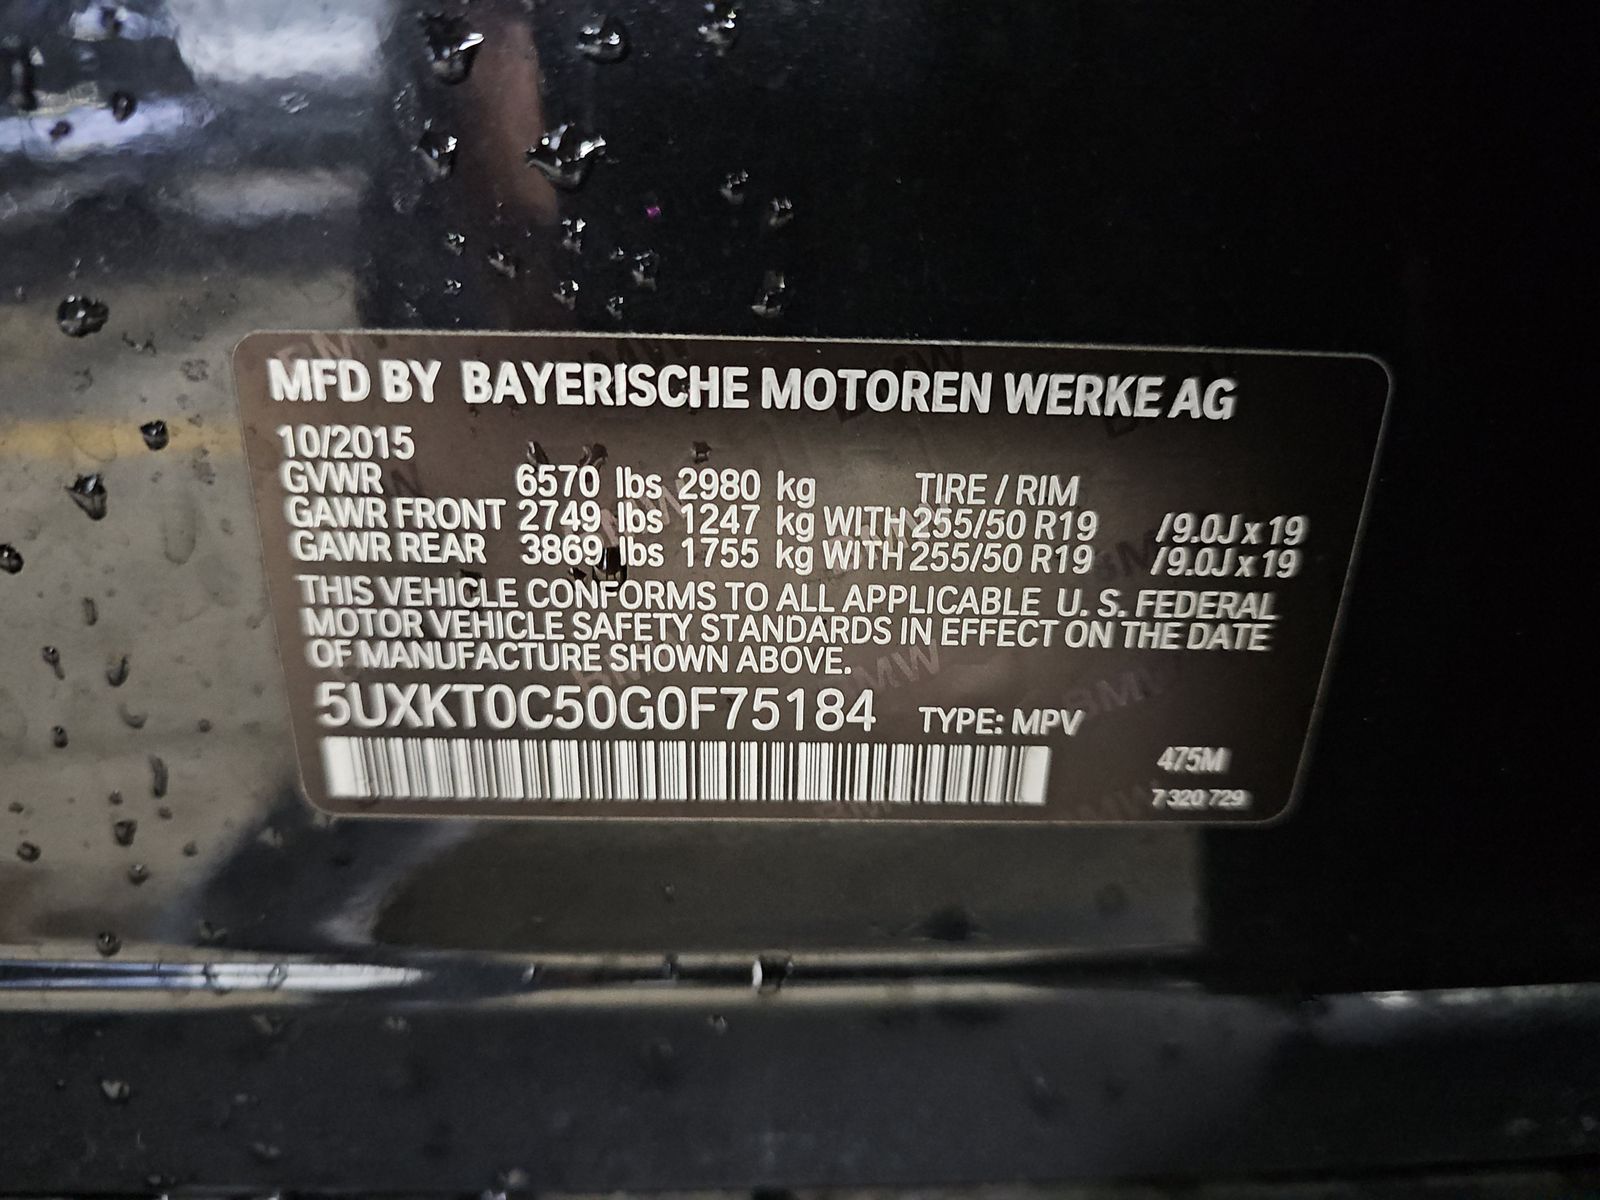 MFD BY BAYERISCHE MOTOREN WERKE AG
10/2015
GVWR 6570 lbs 2980 kg TIRE / RIM
GAWR FRONT 2749 lbs 1247 kg WITH 255/50 R19 /9.0J x 19
GAWR REAR 3869 lbs 1755 kg WITH 255/50 R19 /9.0J x 19
THIS VEHICLE CONFORMS TO ALL APPLICABLE U. S. FEDERAL
MOTOR VEHICLE SAFETY STANDARDS IN EFFECT ON THE DATE
OF MANUFACTURE SHOWN ABOVE.
5UXKT0C50G0F75184 TYPE: MPV
475M
7 320 729